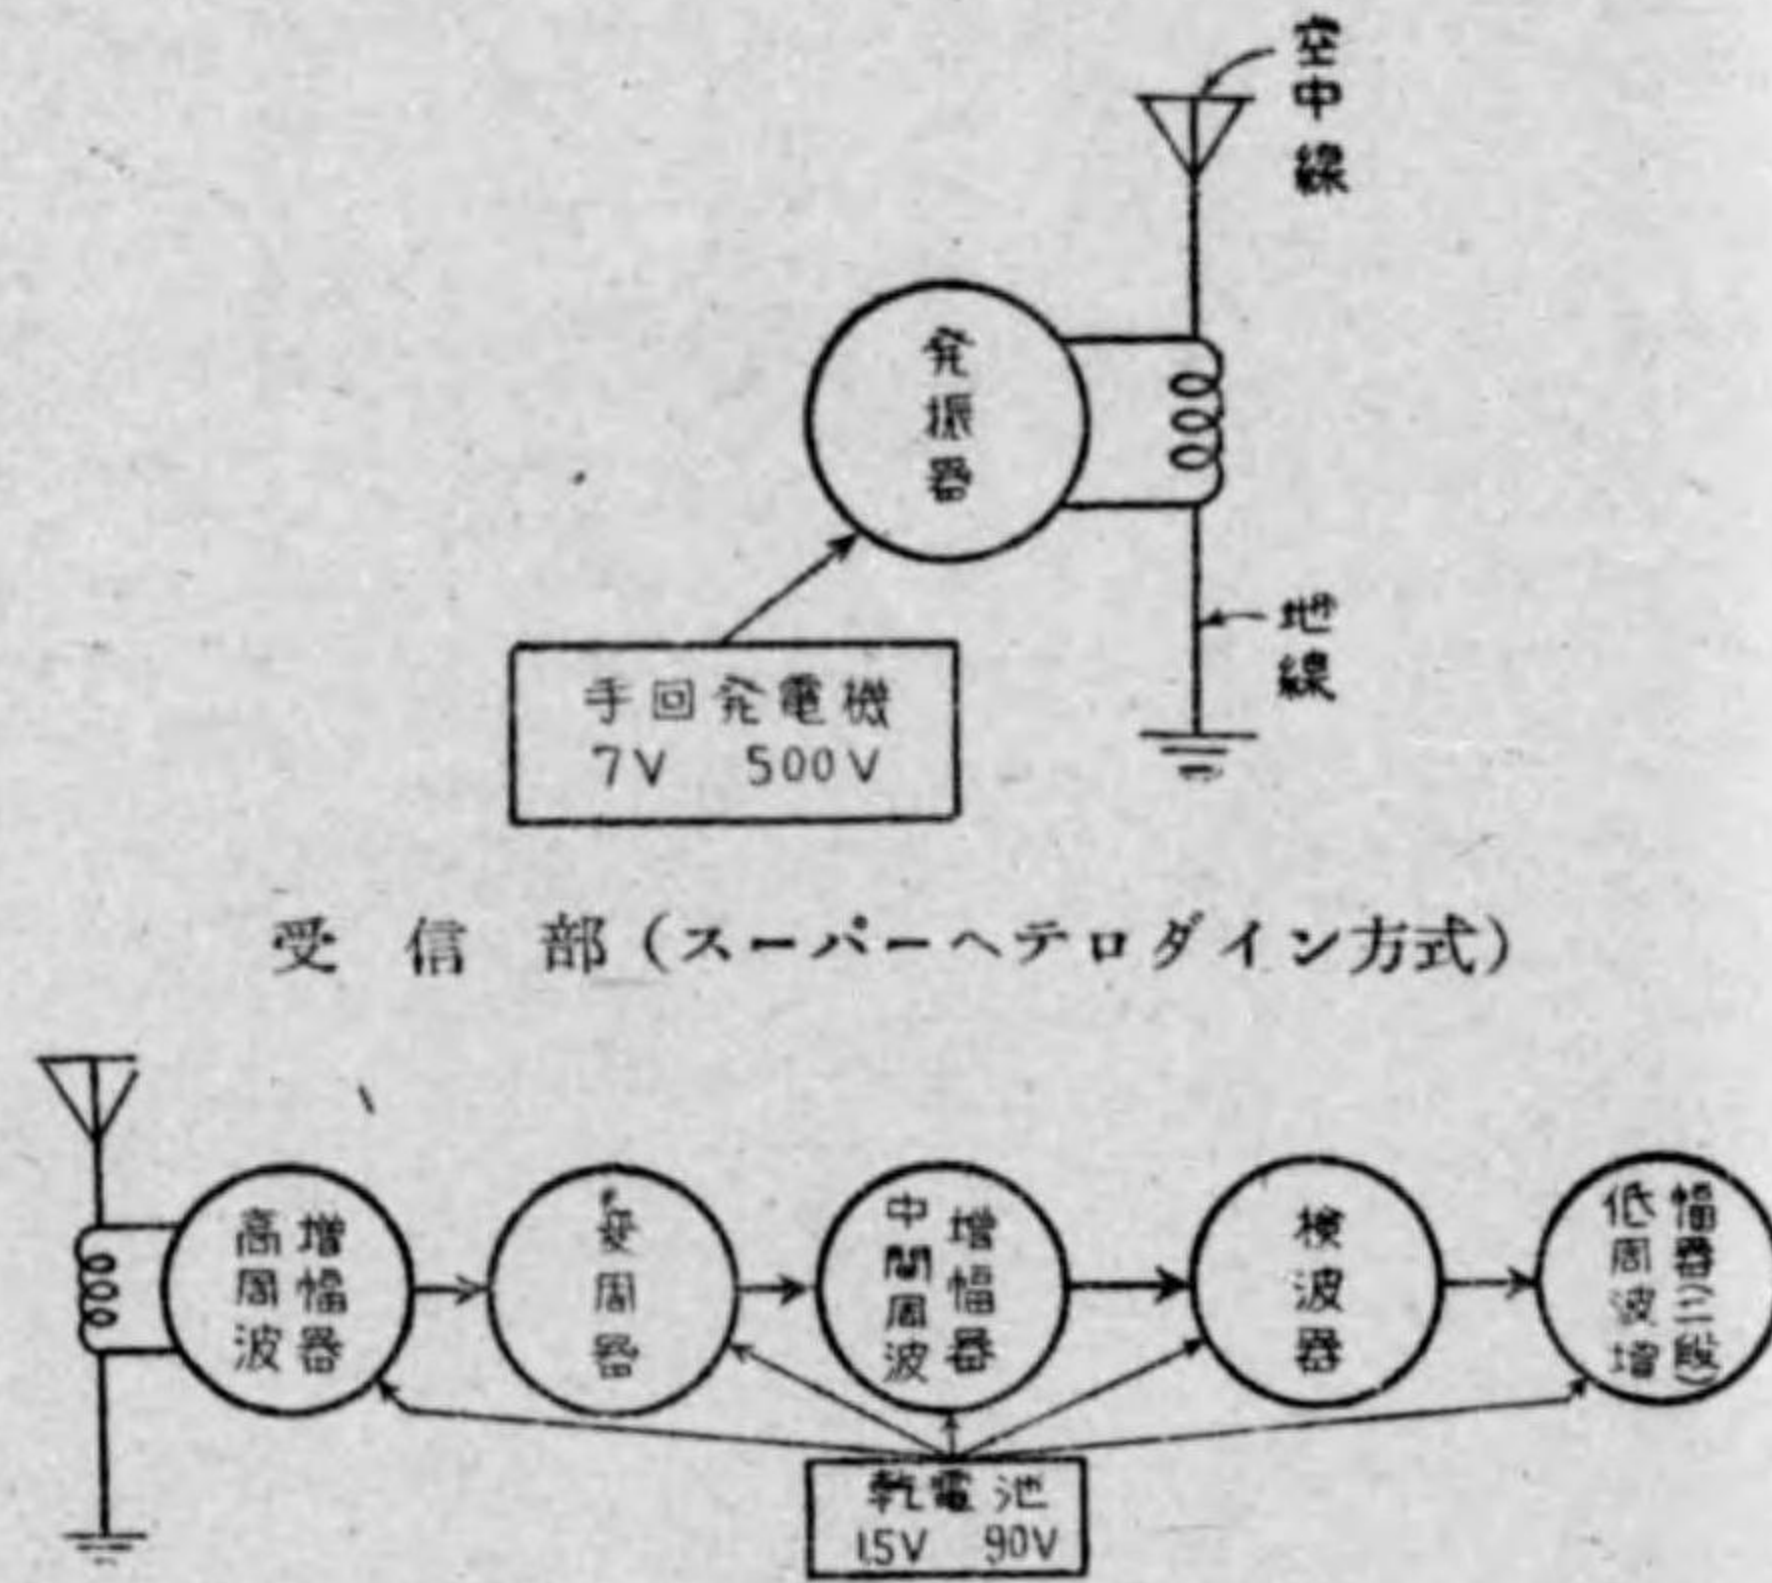 空中線
発振器
地線
手回発電機
7V 500V
受信部（スーパーヘテロダイン方式）
高周波
増幅器
変周器
中間周波
増幅器
検波器
低周波増
幅器(二段)
乾電池
1.5V 90V